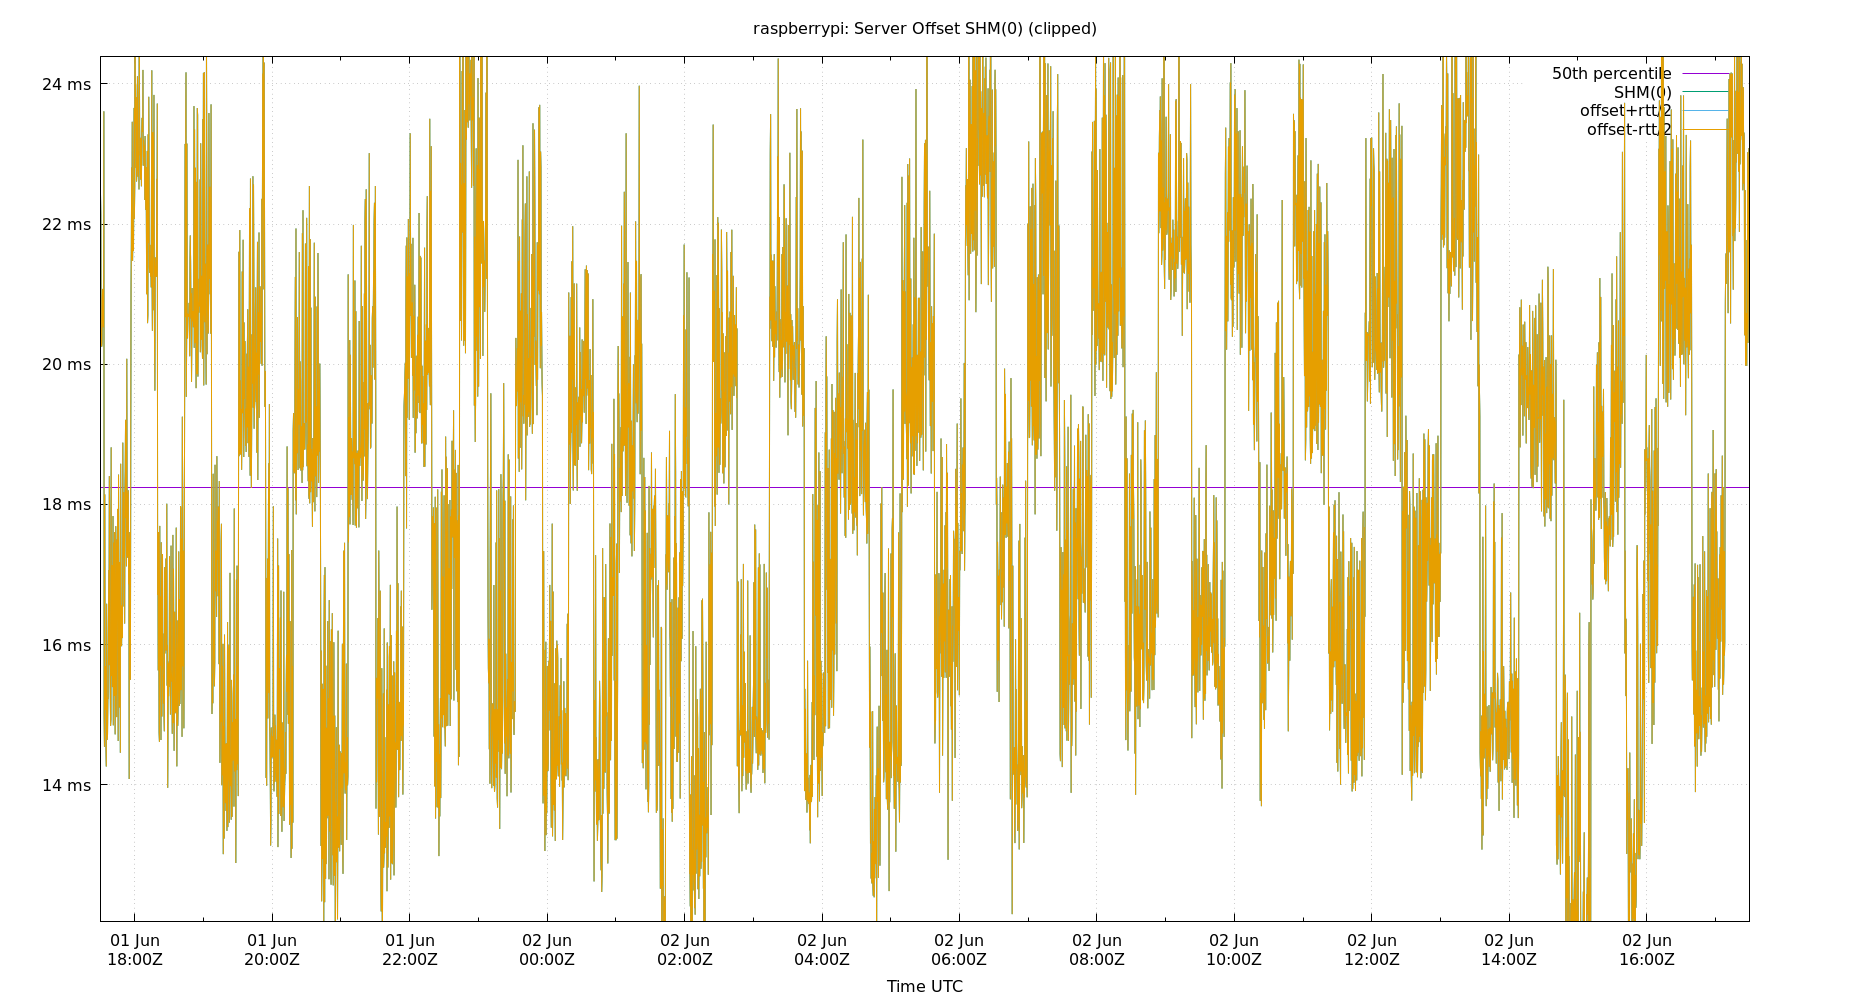 raspberrypi: Server Offset SHM(0) (clipped)
50th percentile
SHM(0)
offset+rtt/2
offset-rtt/2
24 ms
22 ms
20 ms
18 ms
16 ms
14 ms
01 Jun 01 Jun 01 Jun 02 Jun 02 Jun 02 Jun 02 Jun 02 Jun 02 Jun 02 Jun 02 Jun 02 Jun
18:00Z 20:00Z 22:00Z 00:00Z 02:00Z 04:00Z 06:00Z 08:00Z 10:00Z 12:00Z 14:00Z 16:00Z
Time UTC